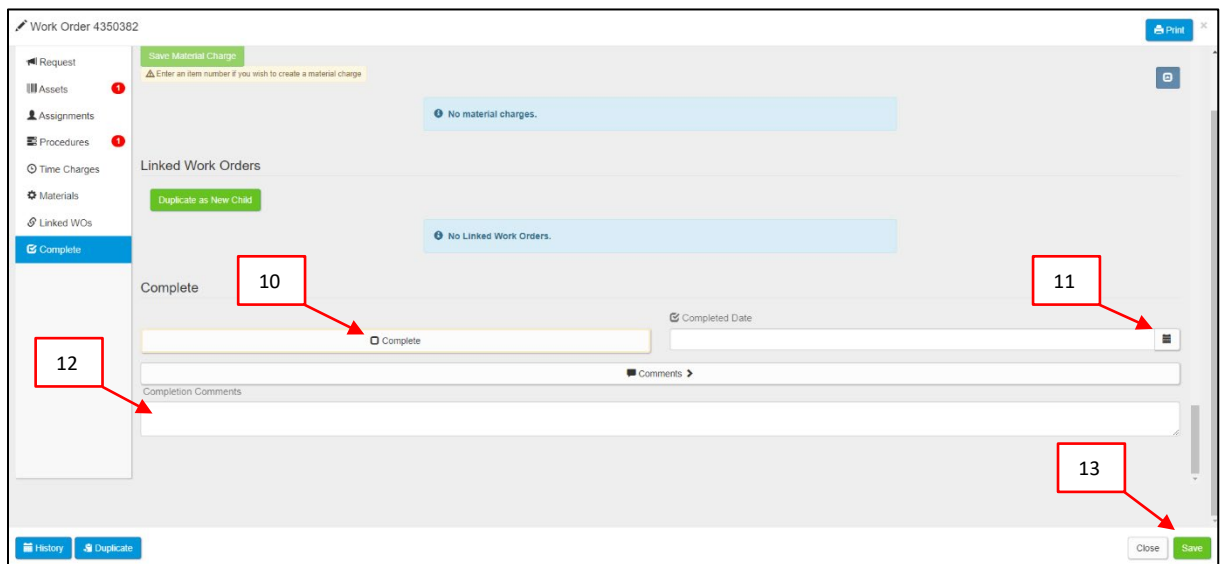 Work Order 4350382
Print
×
Request
Assets 1
Assignments
Procedures 1
Time Charges
Materials
Linked WOs
Complete
Save Material Charge
Enter an item number if you wish to create a material charge
No material charges.
Linked Work Orders
Duplicate as New Child
No Linked Work Orders.
Complete
10
11
Completed Date
Complete
12
Comments
Completion Comments
13
History
Duplicate
Close
Save